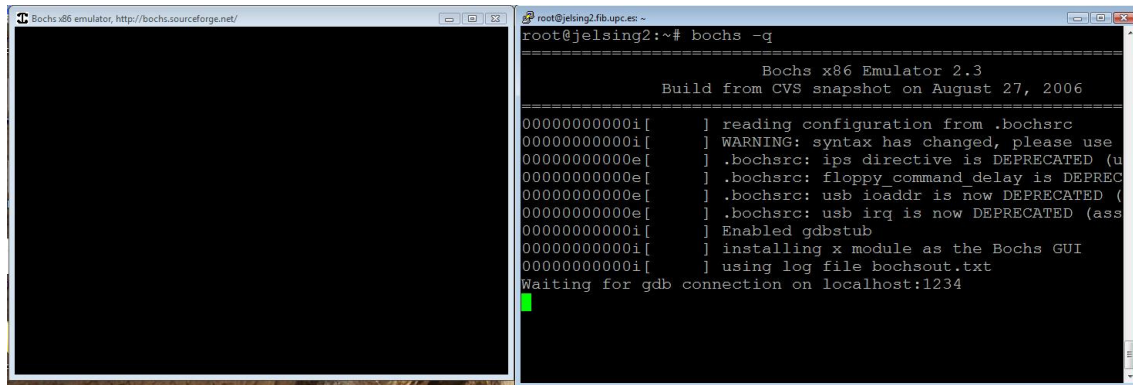 Bochs x86 emulator, http://bochs.sourceforge.net/
root@jelsing2.fib.upc.es: ~
root@jelsing2:~# bochs -q
========================================================================
Bochs x86 Emulator 2.3
Build from CVS snapshot on August 27, 2006
========================================================================
00000000000i[     ] reading configuration from .bochsrc
00000000000i[     ] WARNING: syntax has changed, please use
00000000000e[     ] .bochsrc: ips directive is DEPRECATED (u
00000000000e[     ] .bochsrc: floppy_command_delay is DEPREC
00000000000e[     ] .bochsrc: usb ioaddr is now DEPRECATED (
00000000000e[     ] .bochsrc: usb irq is now DEPRECATED (ass
00000000000i[     ] Enabled gdbstub
00000000000i[     ] installing x module as the Bochs GUI
00000000000i[     ] using log file bochsout.txt
Waiting for gdb connection on localhost:1234